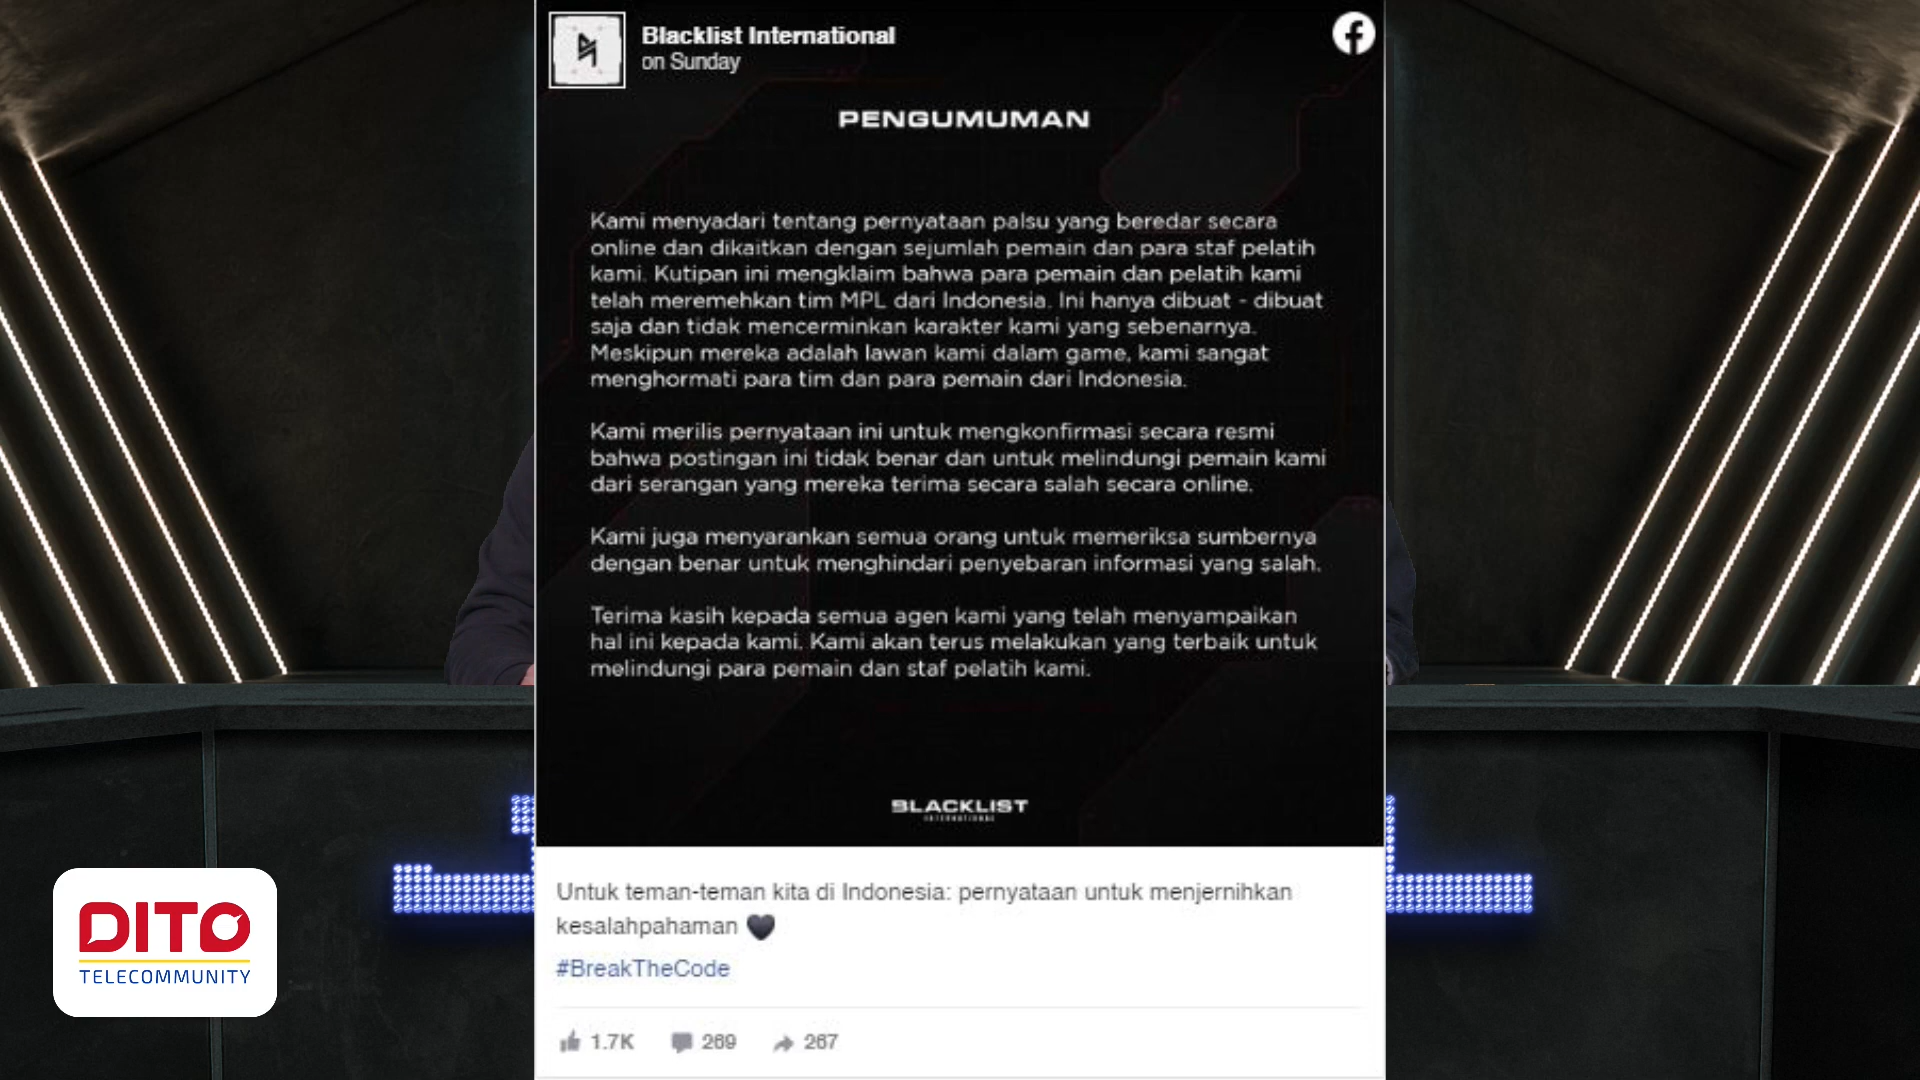 Blacklist International
on Sunday
PENGUMUMAN
Kami menyadari tentang pernyataan palsu yang beredar secara
online dan dikaitkan dengan sejumlah pemain dan para staf pelatih
kami. Kutipan ini mengklaim bahwa para pemain dan pelatih kami
telah meremehkan tim MPL dari Indonesia. Ini hanya dibuat - dibuat
saja dan tidak mencerminkan karakter kami yang sebenarnya.
Meskipun mereka adalah lawan kami dalam game, kami sangat
menghormati para tim dan para pemain dari Indonesia.
Kami merilis pernyataan ini untuk mengkonfirmasi secara resmi
bahwa postingan ini tidak benar dan untuk melindungi pemain kami
dari serangan yang mereka terima secara salah secara online.
Kami juga menyarankan semua orang untuk memeriksa sumbernya
dengan benar untuk menghindari penyebaran informasi yang salah.
Terima kasih kepada semua agen kami yang telah menyampaikan
hal ini kepada kami. Kami akan terus melakukan yang terbaik untuk
melindungi para pemain dan staf pelatih kami.
BLACKLIST
INTERNATIONAL
Untuk teman-teman kita di Indonesia: pernyataan untuk menjernihkan
kesalahpahaman 🖤
#BreakTheCode
1.7K 269 267
DITO
TELECOMMUNITY